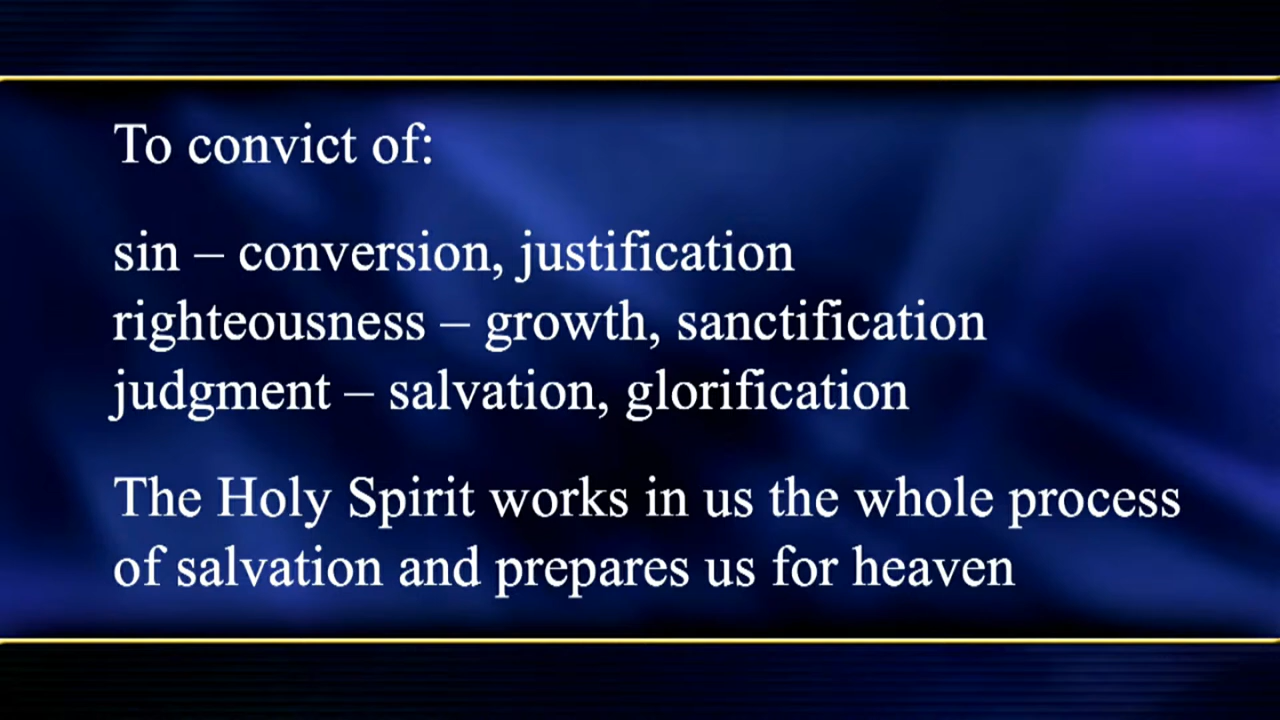 To convict of:
sin – conversion, justification
righteousness – growth, sanctification
judgment – salvation, glorification
The Holy Spirit works in us the whole process
of salvation and prepares us for heaven